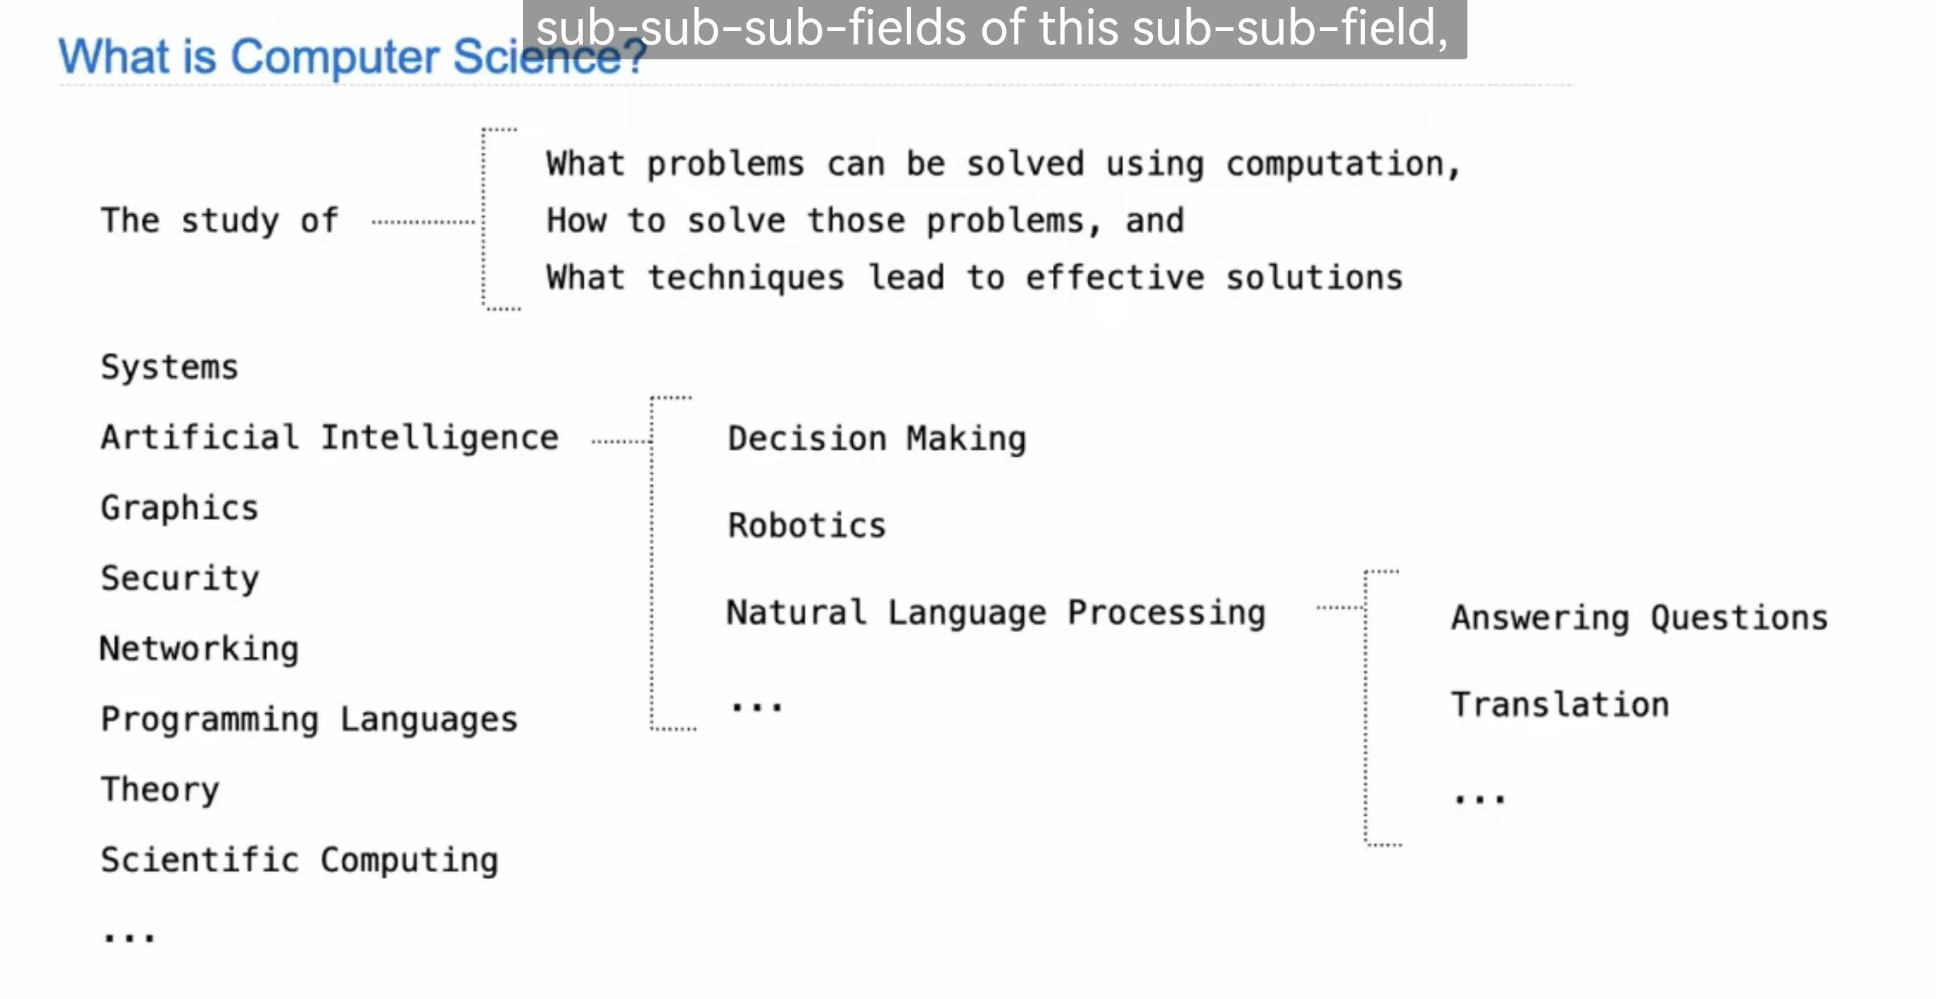 sub-sub-sub-fields of this sub-sub-field,
What is Computer Science?
The study of
What problems can be solved using computation,
How to solve those problems, and
What techniques lead to effective solutions
Systems
Artificial Intelligence
Graphics
Security
Networking
Programming Languages
Theory
Scientific Computing
...
Decision Making
Robotics
Natural Language Processing
...
Answering Questions
Translation
...